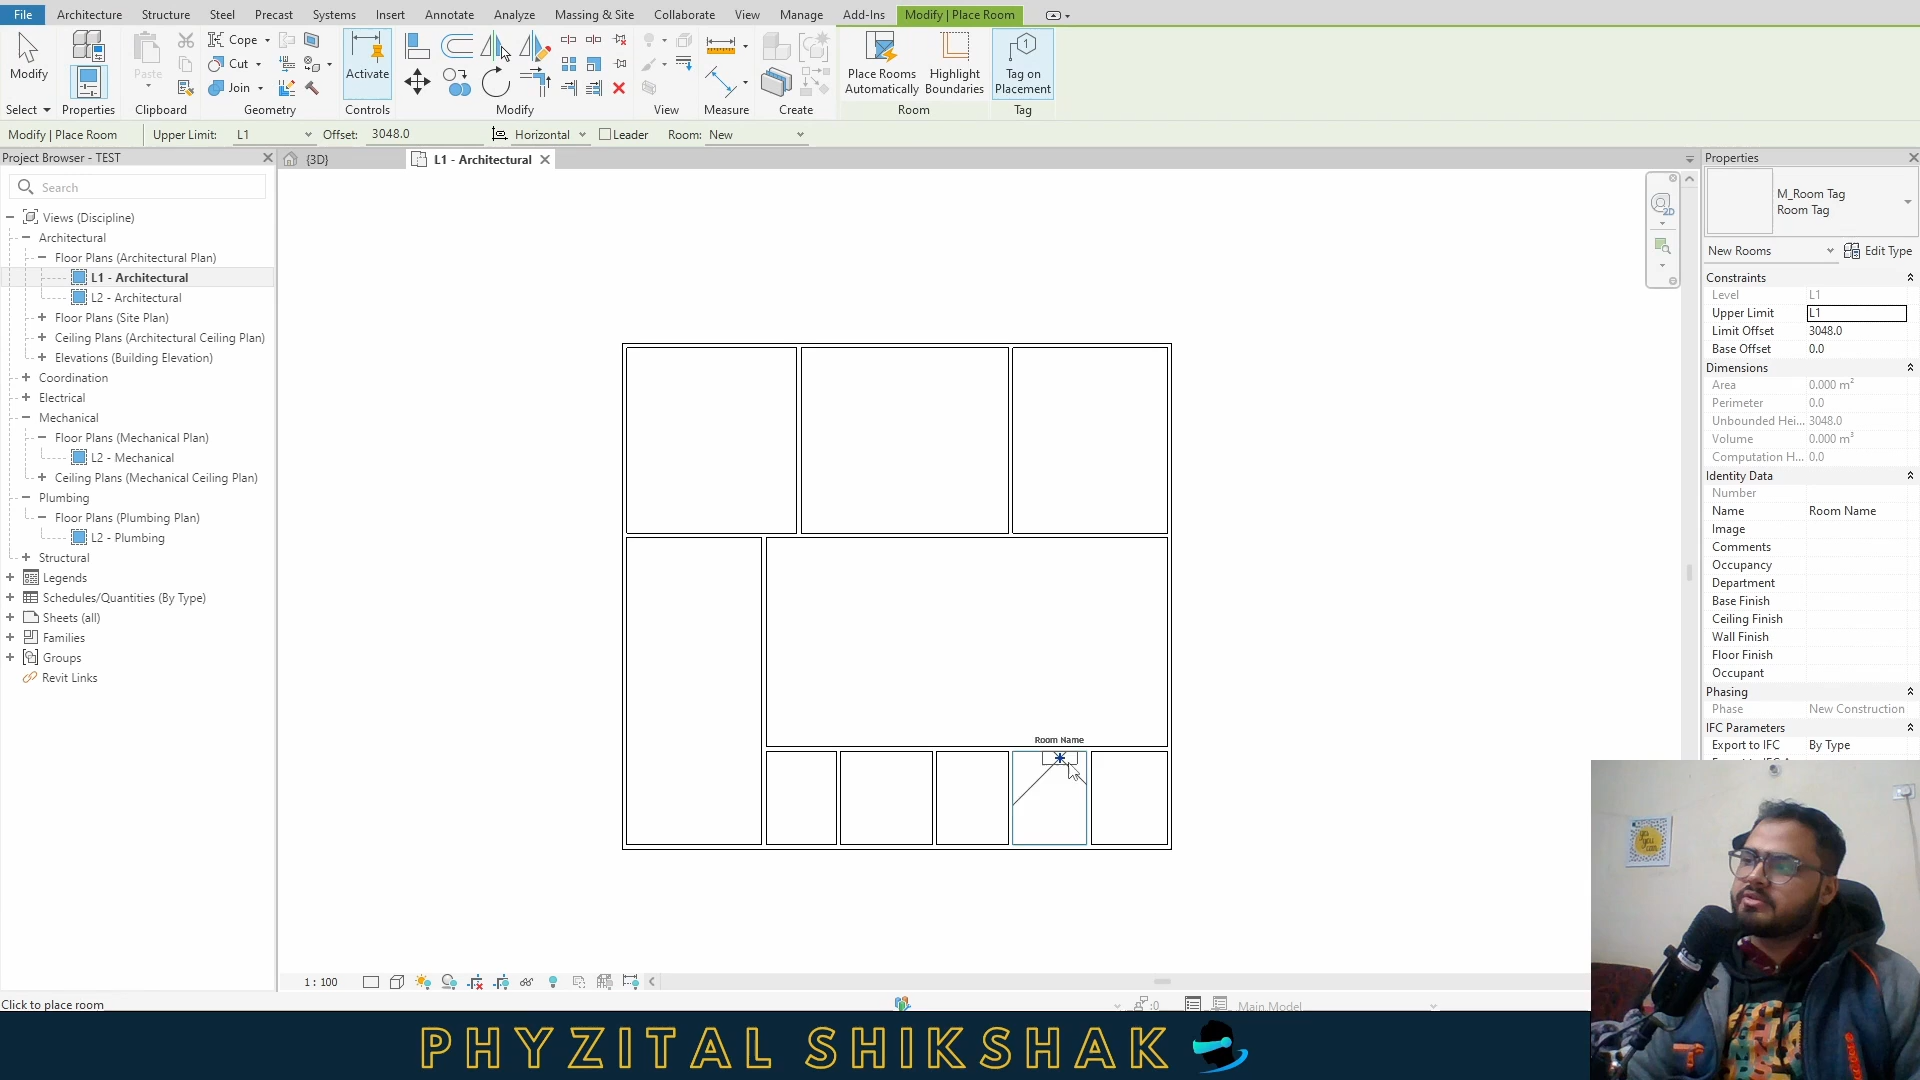 File Architecture Structure Steel Precast Systems Insert Annotate Analyze Massing & Site Collaborate View Manage Add-Ins Modify | Place Room
Modify Paste Cope Cut Join Activate Place Rooms Automatically Highlight Boundaries 1 Tag on Placement
Select Properties Clipboard Geometry Controls Modify View Measure Create Room Tag
Modify | Place Room Upper Limit: L1 Offset: 3048.0 Horizontal Leader Room: New
Project Browser - TEST
{3D} L1 - Architectural
Search
Views (Discipline)
Architectural
Floor Plans (Architectural Plan)
L1 - Architectural
L2 - Architectural
Floor Plans (Site Plan)
Ceiling Plans (Architectural Ceiling Plan)
Elevations (Building Elevation)
Coordination
Electrical
Mechanical
Floor Plans (Mechanical Plan)
L2 - Mechanical
Ceiling Plans (Mechanical Ceiling Plan)
Plumbing
Floor Plans (Plumbing Plan)
L2 - Plumbing
Structural
Legends
Schedules/Quantities (By Type)
Sheets (all)
Families
Groups
Revit Links
Room Name
2D
Properties
M_Room Tag
Room Tag
New Rooms Edit Type
Constraints
Level L1
Upper Limit L1
Limit Offset 3048.0
Base Offset 0.0
Dimensions
Area 0.000 m²
Perimeter 0.0
Unbounded Hei... 3048.0
Volume 0.000 m³
Computation H... 0.0
Identity Data
Number
Name Room Name
Image
Comments
Occupancy
Department
Base Finish
Ceiling Finish
Wall Finish
Floor Finish
Occupant
Phasing
Phase New Construction
IFC Parameters
Export to IFC By Type
1 : 100
Click to place room
:0 Main Model
yes you can
PHYZITAL SHIKSHAK